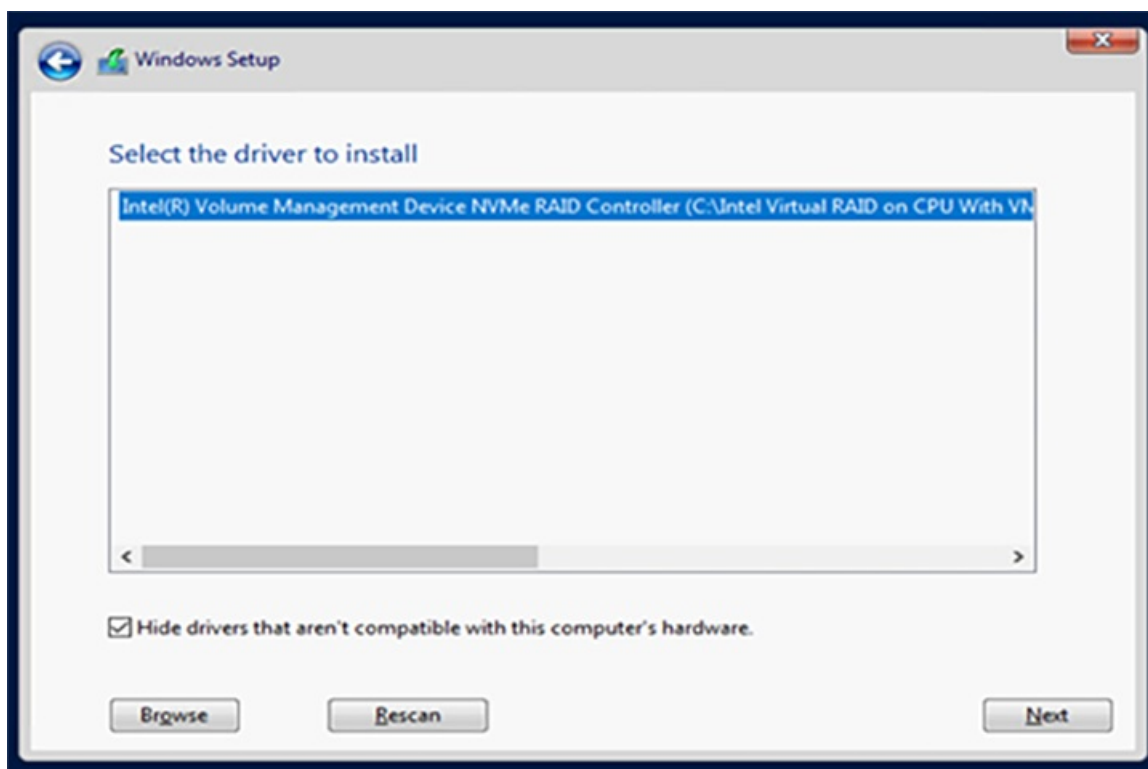 Windows Setup
Select the driver to install
Intel(R) Volume Management Device NVMe RAID Controller (C:\Intel Virtual RAID on CPU With VM
Hide drivers that aren't compatible with this computer's hardware.
Browse
Rescan
Next